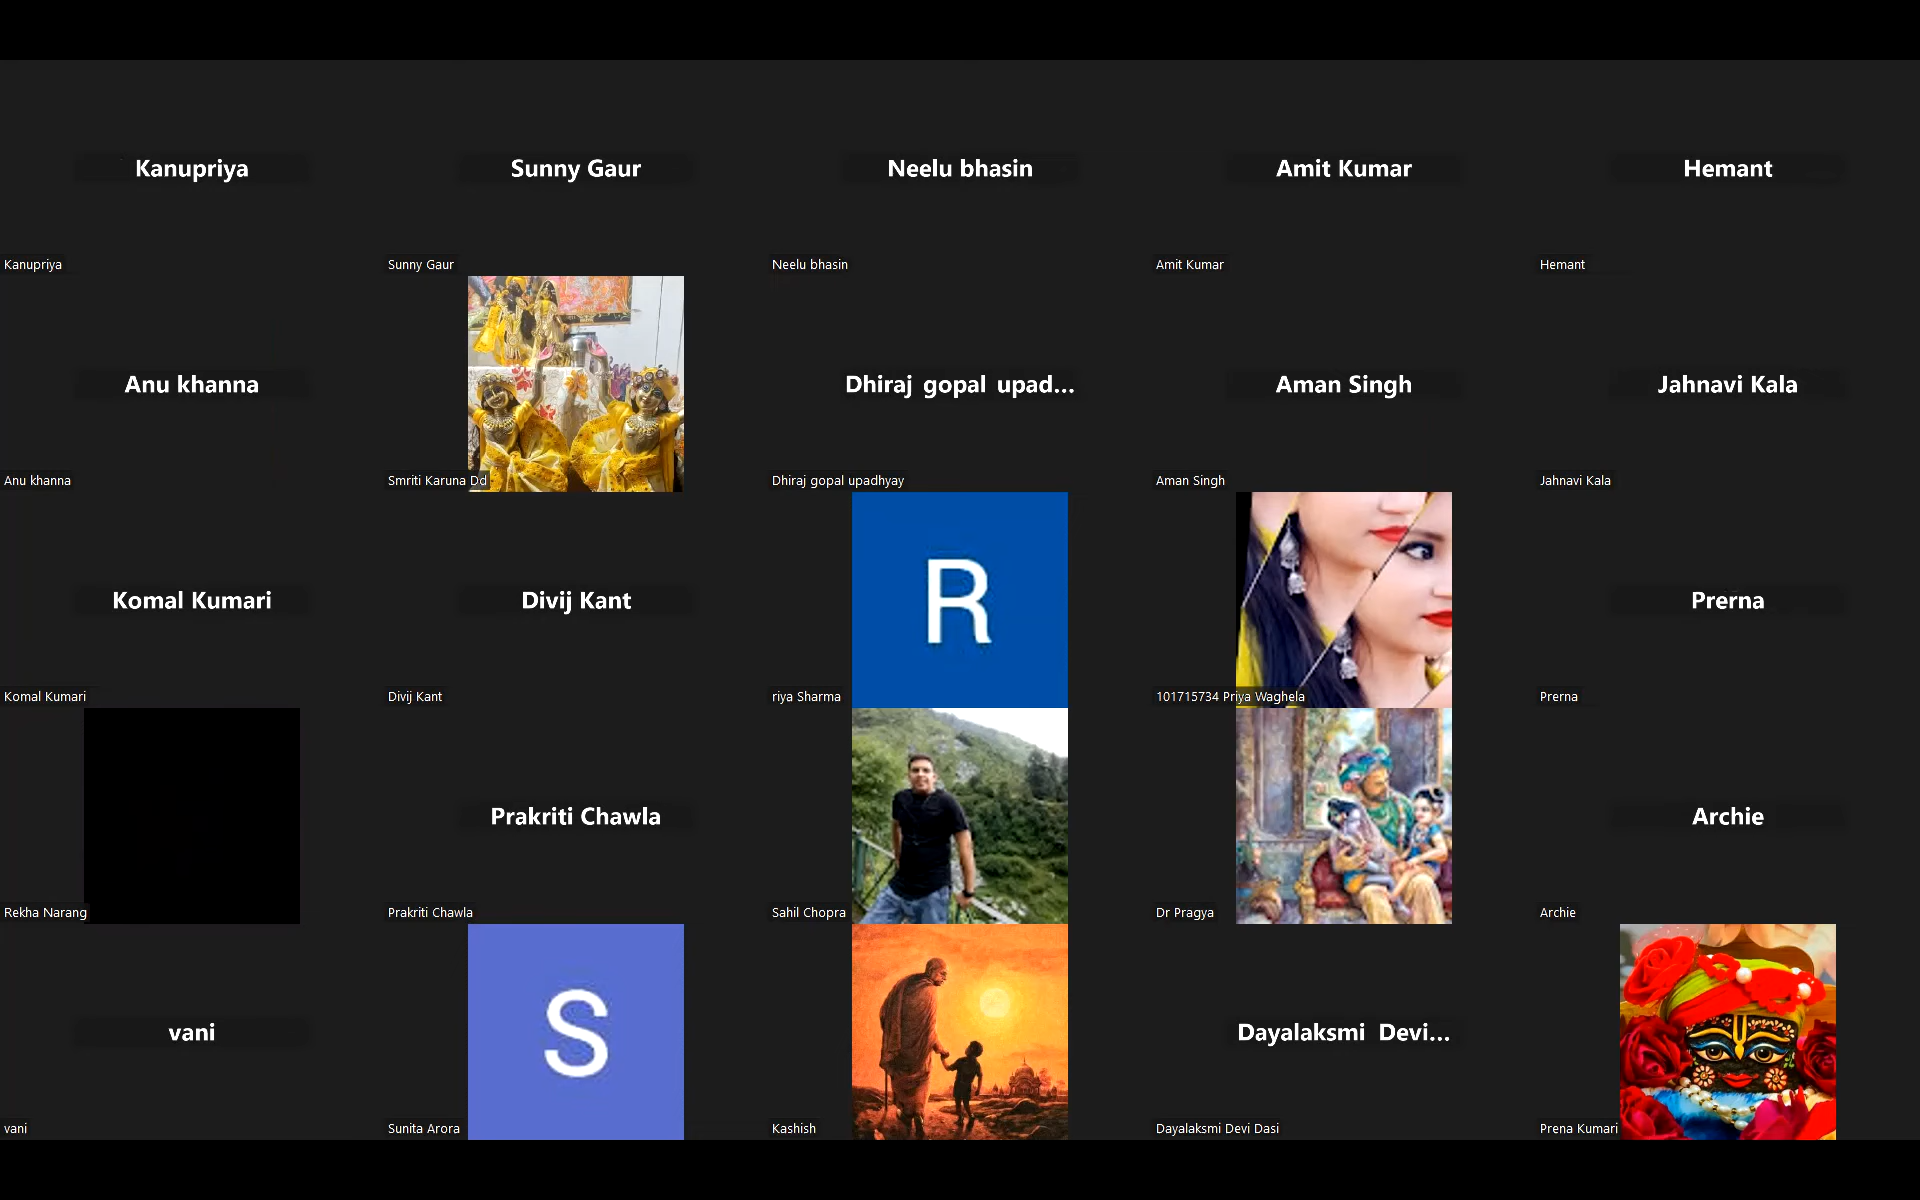 Kanupriya
Sunny Gaur
Neelu bhasin
Amit Kumar
Hemant
Kanupriya
Sunny Gaur
Neelu bhasin
Amit Kumar
Hemant
Anu khanna
Dhiraj gopal upad...
Aman Singh
Jahnavi Kala
Anu khanna
Smriti Karuna Dd
Dhiraj gopal upadhyay
Aman Singh
Jahnavi Kala
Komal Kumari
Divij Kant
R
Prerna
Komal Kumari
Divij Kant
riya Sharma
101715734 Priya Waghela
Prerna
Prakriti Chawla
Archie
Rekha Narang
Prakriti Chawla
Sahil Chopra
Dr Pragya
Archie
vani
S
Dayalaksmi Devi...
vani
Sunita Arora
Kashish
Dayalaksmi Devi Dasi
Prena Kumari